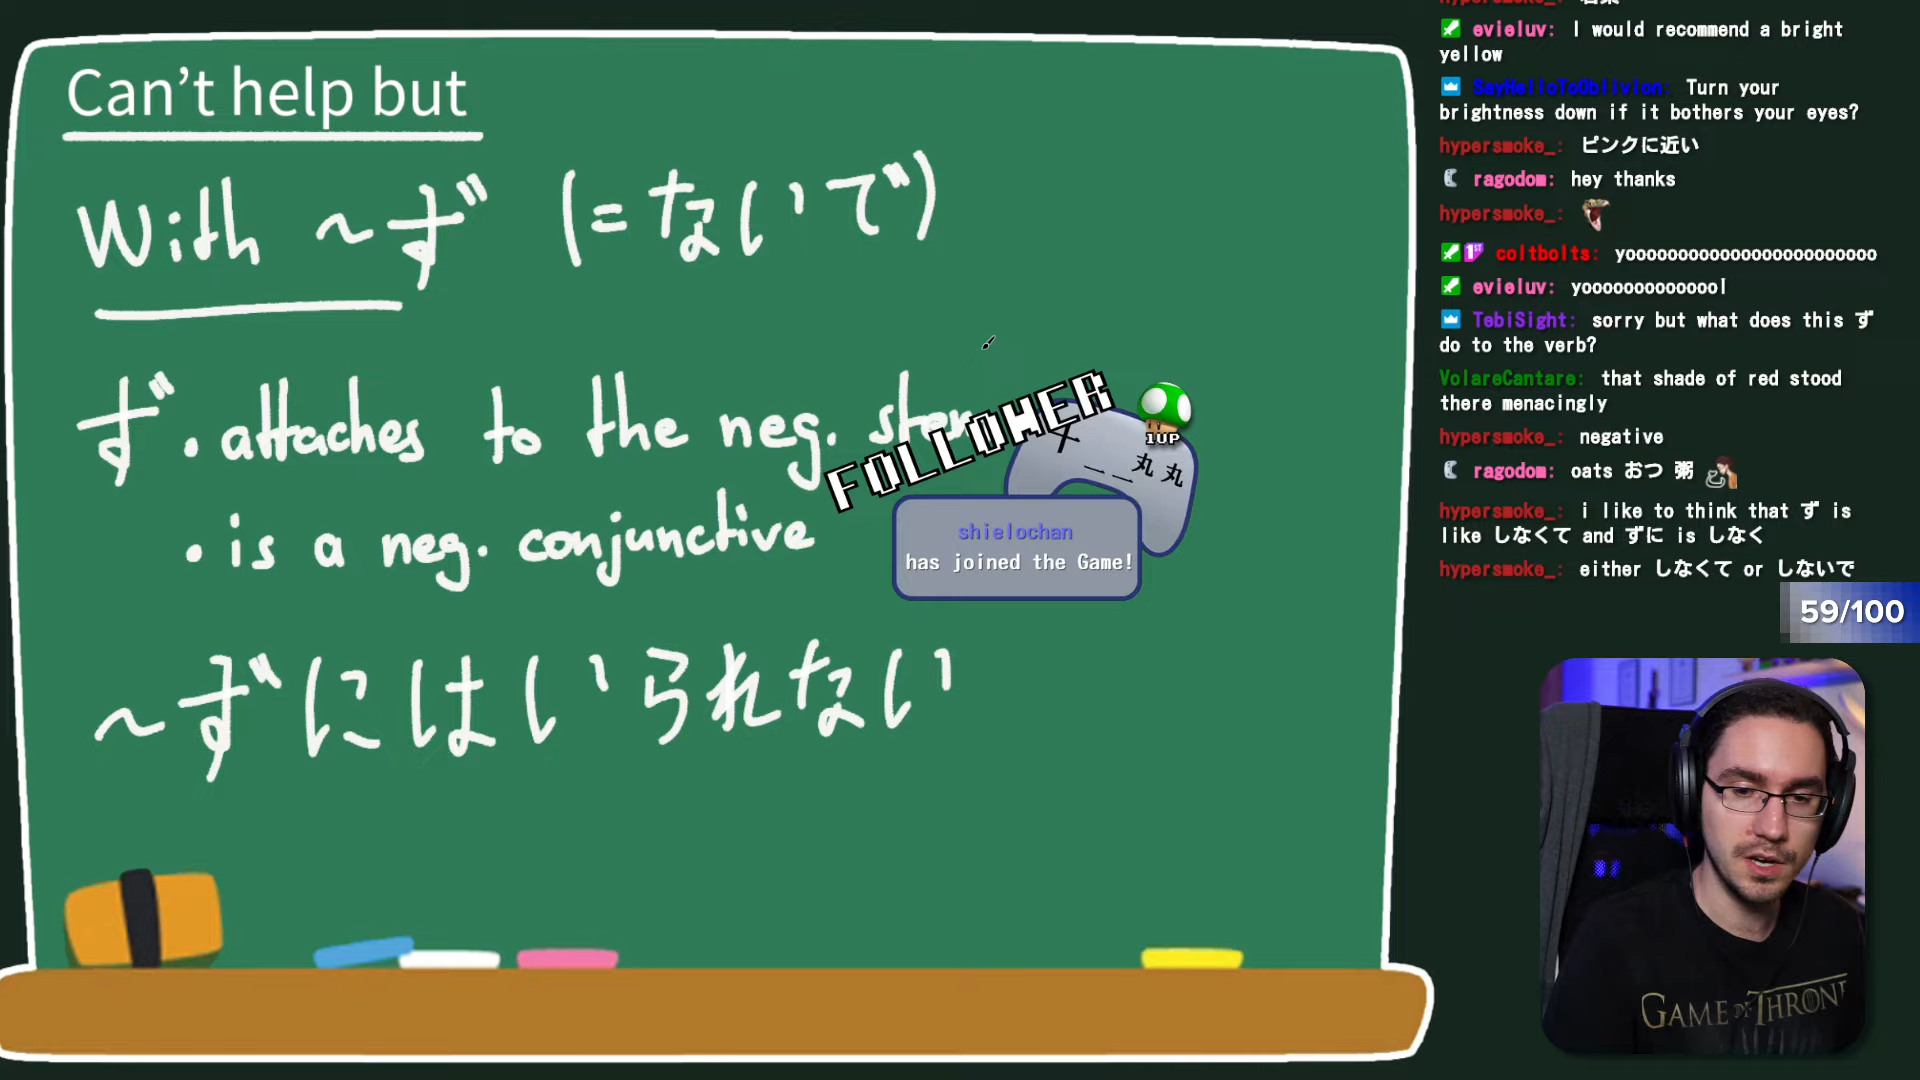 Can't help but
With ～ず (=ないで)
ず・attaches to the neg. stem
・is a neg. conjunctive
～ずにはいられない
FOLLOWER
1UP
丸丸
shielochan
has joined the Game!
evieluv: I would recommend a bright
yellow
SayHelloToOblivion: Turn your
brightness down if it bothers your eyes?
hypersmoke_: ピンクに近い
ragodom: hey thanks
hypersmoke_:
coltbolts: yooooooooooooooooooooooooo
evieluv: yoooooooooooool
TebiSight: sorry but what does this ず
do to the verb?
VolareCantare: that shade of red stood
there menacingly
hypersmoke_: negative
ragodom: oats おつ 粥
hypersmoke_: i like to think that ず is
like しなくて and ずに is しなく
hypersmoke_: either しなくて or しないで
59/100
GAME OF THRONE